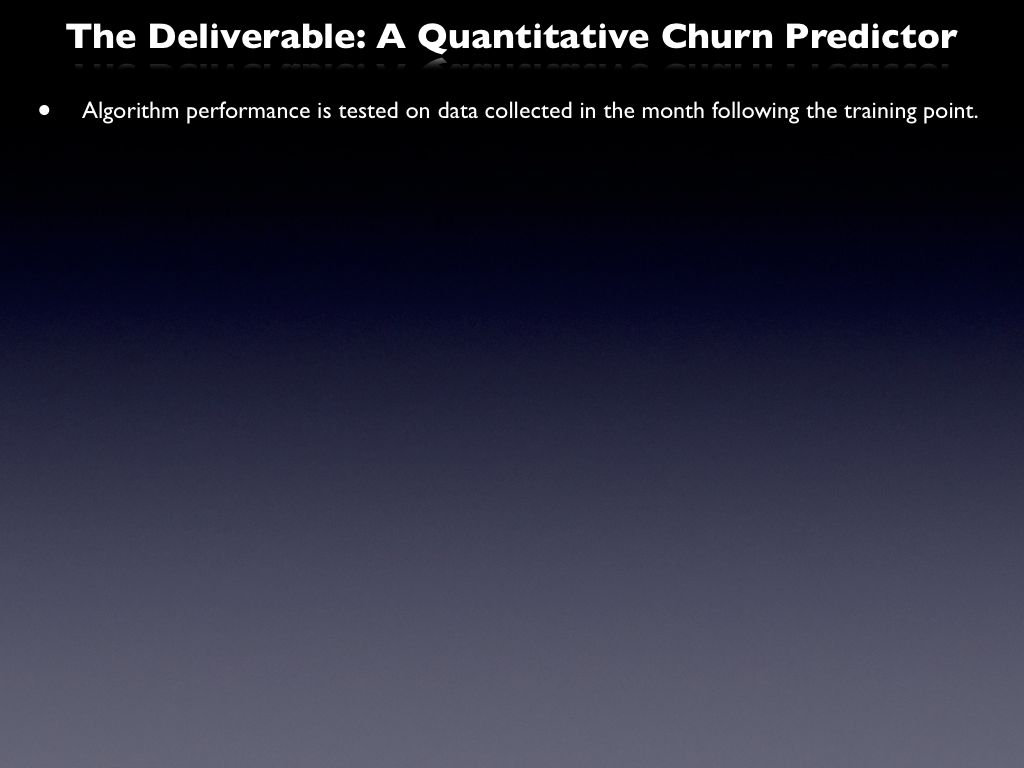 The Deliverable: A Quantitative Churn Predictor
• Algorithm performance is tested on data collected in the month following the training point.